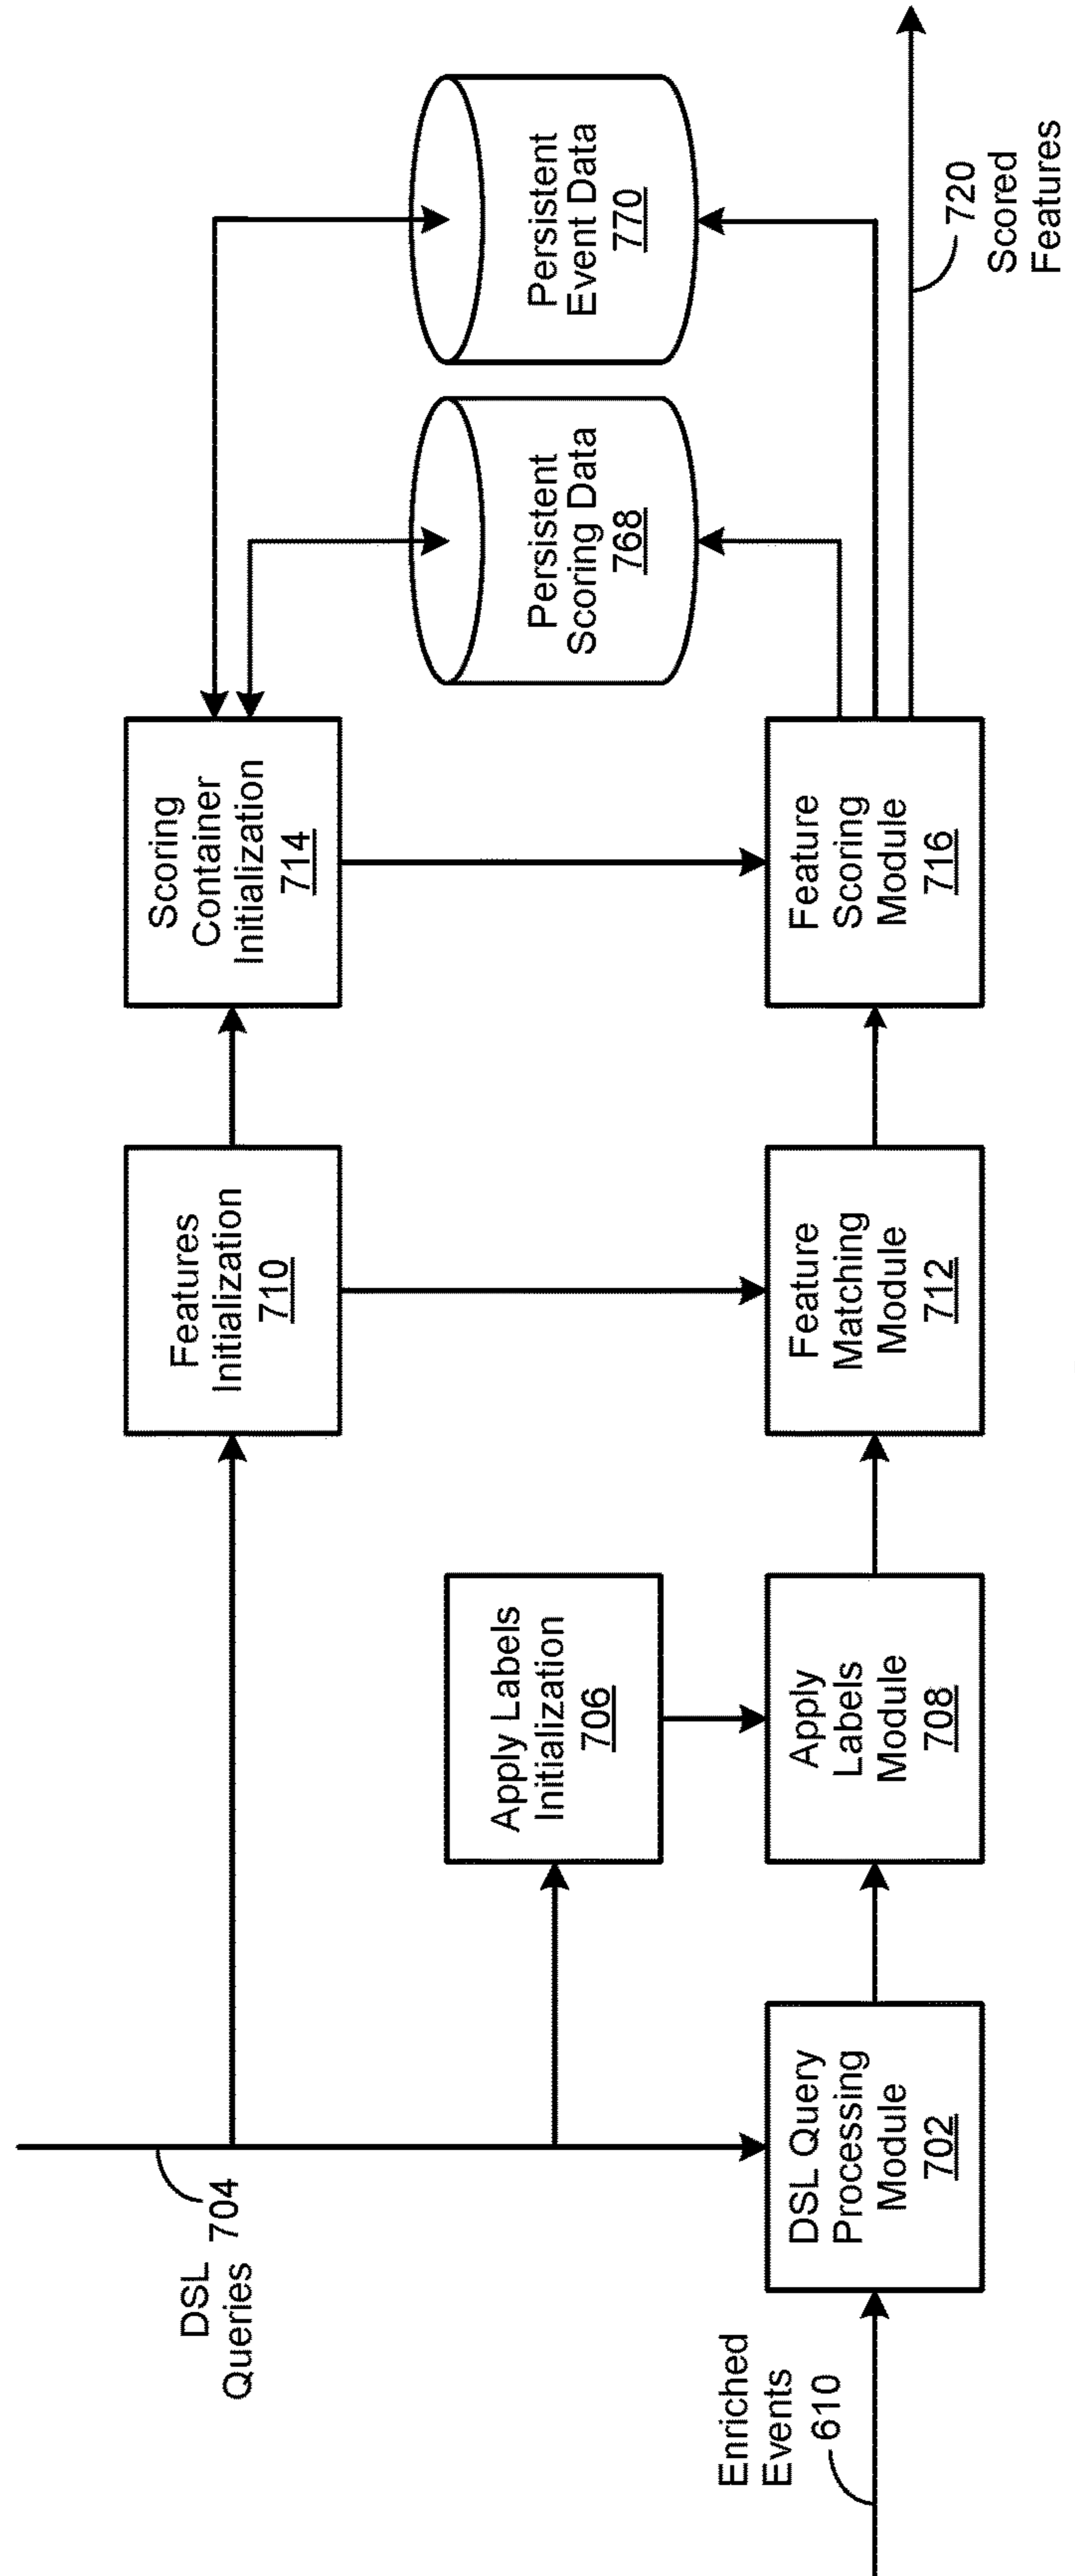 DSL
Queries 704
Features
Initialization
710
Scoring
Container
Initialization
714
Apply Labels
Initialization
706
Persistent
Scoring Data
768
Persistent
Event Data
770
Enriched
Events
610
DSL Query
Processing
Module
702
Apply
Labels
Module
708
Feature
Matching
Module
712
Feature
Scoring
Module
716
720
Scored
Features